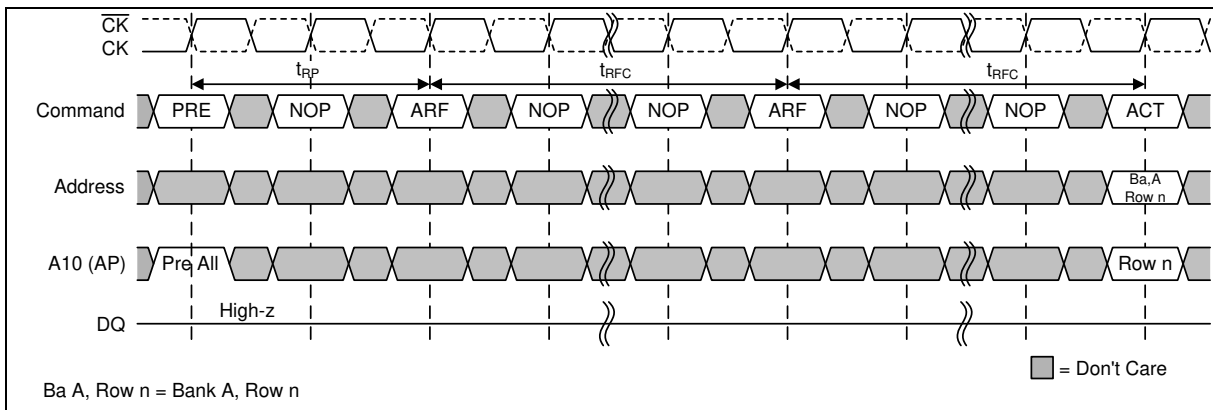 CK
CK
tRP tRFC tRFC
Command PRE NOP ARF NOP NOP ARF NOP NOP ACT
Address Ba,A
Row n
A10 (AP) Pre All Row n
High-z
DQ
= Don't Care
Ba A, Row n = Bank A, Row n